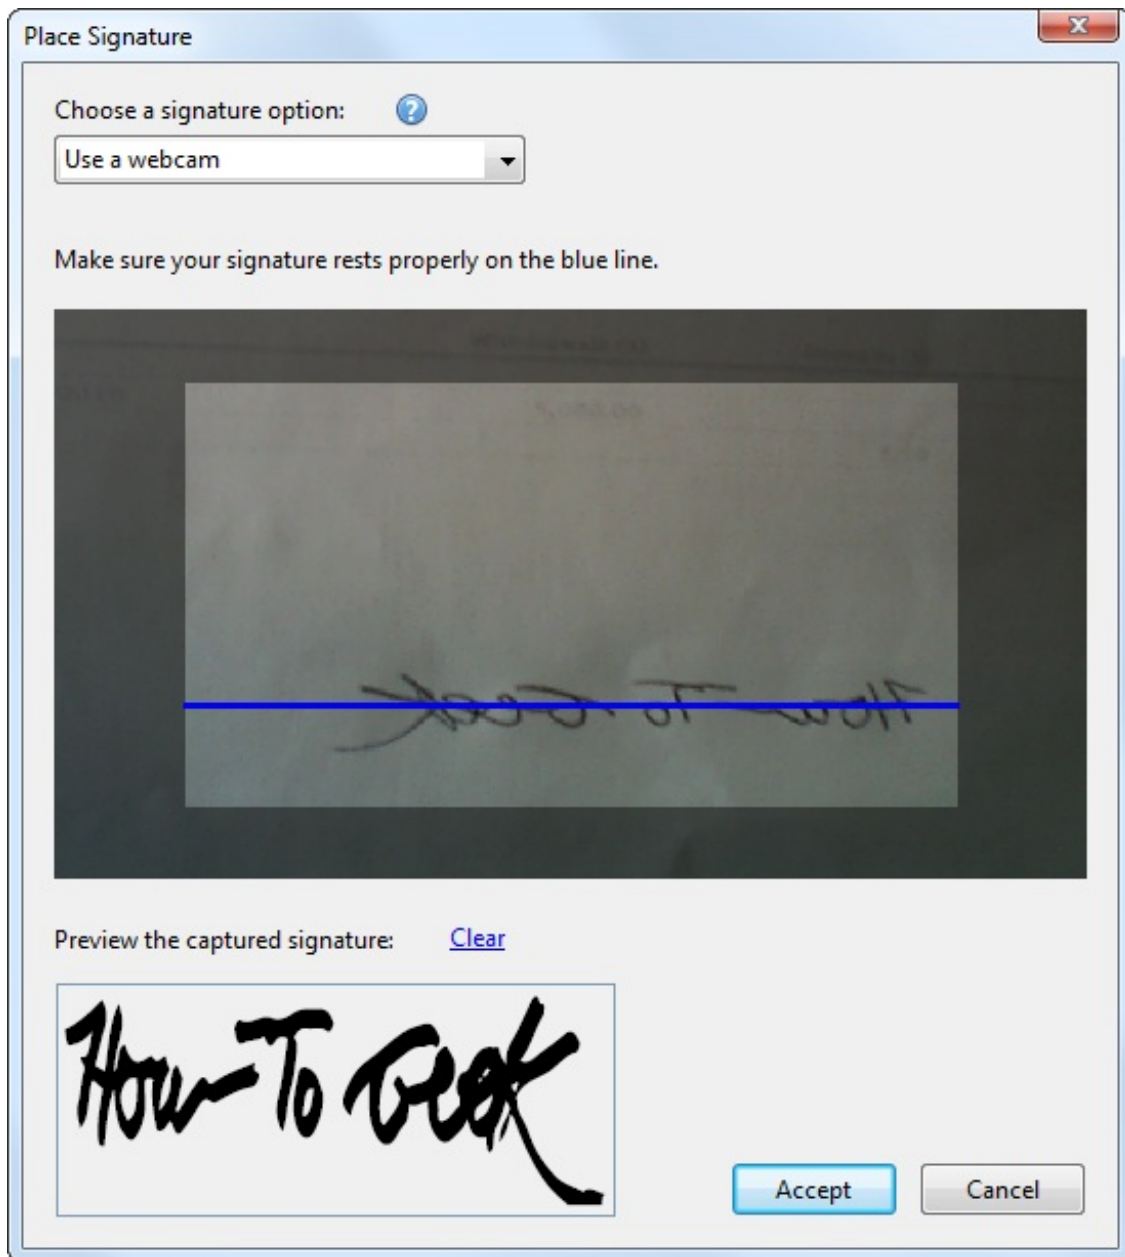 Place Signature
Choose a signature option:
Use a webcam
Make sure your signature rests properly on the blue line.
How-To Geek
Preview the captured signature: Clear
How-To Geek
Accept Cancel